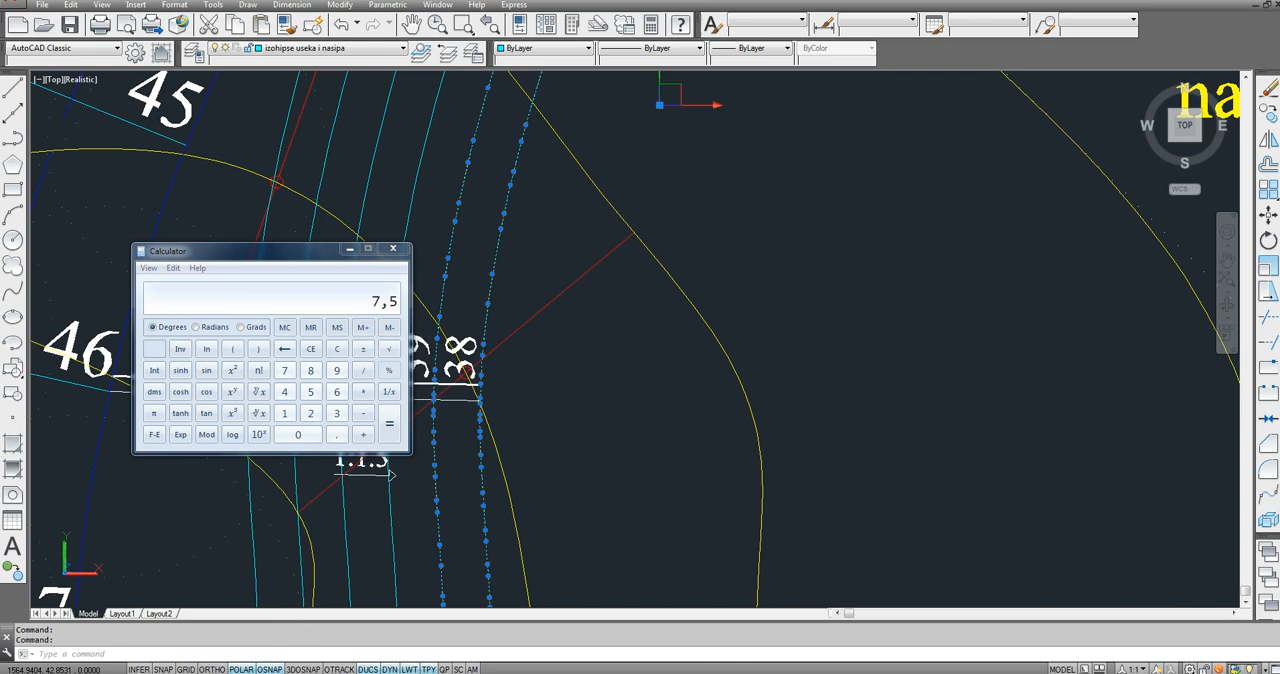 File Edit View Insert Format Tools Draw Dimension Modify Parametric Window Help Express
AutoCAD Classic
izohipse useka i nasipa
ByLayer
ByLayer
ByLayer
ByColor
[−][Top][Realistic]
na
N
W
TOP
E
S
WCS
45
46
38
Calculator
View Edit Help
7,5
Degrees Radians Grads MC MR MS M+ M-
Inv ln ( ) ← CE C ± √
Int sinh sin x² n! 7 8 9 / %
dms cosh cos xʸ ʸ√x 4 5 6 * 1/x
π tanh tan x³ ³√x 1 2 3 - =
F-E Exp Mod log 10ˣ 0 . +
1:1.5
7
Y
X
A
Model Layout1 Layout2
Command:
Command:
Type a command
1564.9404, 42.8531, 0.0000 INFER SNAP GRID ORTHO POLAR OSNAP 3DOSNAP OTRACK DUCS DYN LWT TPY QP SC AM MODEL 1:1